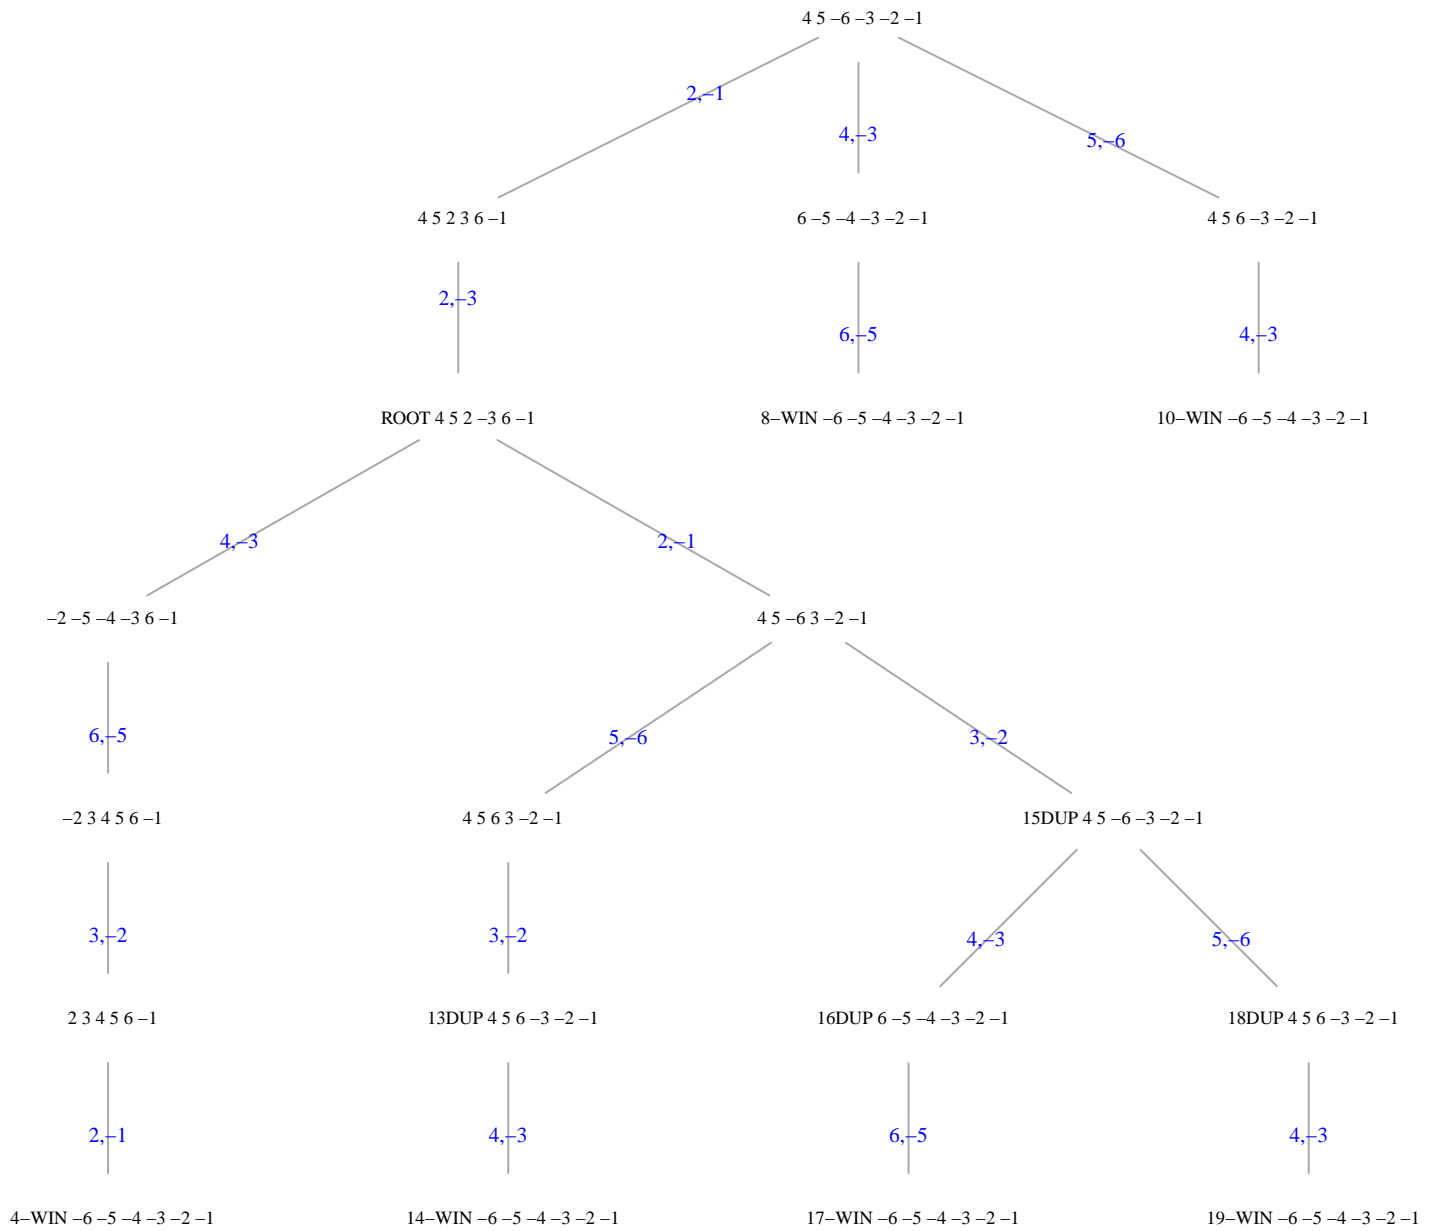 4 5 –6 –3 –2 –1
2,–1
4,–3
5,–6
4 5 2 3 6 –1
6 –5 –4 –3 –2 –1
4 5 6 –3 –2 –1
2,–3
6,–5
4,–3
ROOT 4 5 2 –3 6 –1
8–WIN –6 –5 –4 –3 –2 –1
10–WIN –6 –5 –4 –3 –2 –1
4,–3
2,–1
–2 –5 –4 –3 6 –1
4 5 –6 3 –2 –1
6,–5
5,–6
3,–2
–2 3 4 5 6 –1
4 5 6 3 –2 –1
15DUP 4 5 –6 –3 –2 –1
3,–2
3,–2
4,–3
5,–6
2 3 4 5 6 –1
13DUP 4 5 6 –3 –2 –1
16DUP 6 –5 –4 –3 –2 –1
18DUP 4 5 6 –3 –2 –1
2,–1
4,–3
6,–5
4,–3
4–WIN –6 –5 –4 –3 –2 –1
14–WIN –6 –5 –4 –3 –2 –1
17–WIN –6 –5 –4 –3 –2 –1
19–WIN –6 –5 –4 –3 –2 –1